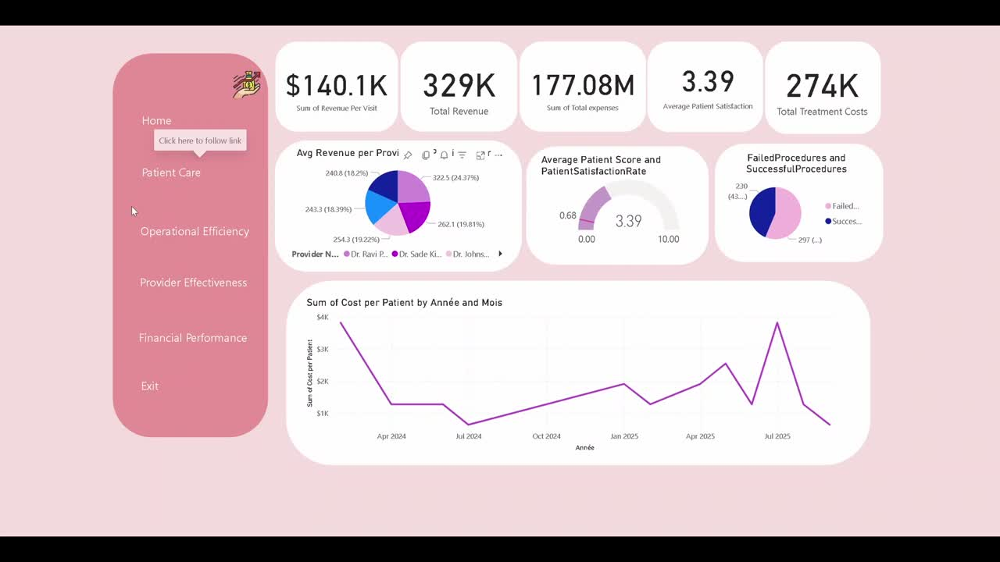 Home
Click here to follow link
Patient Care
Operational Efficiency
Provider Effectiveness
Financial Performance
Exit
$140.1K
Sum of Revenue Per Visit
329K
Total Revenue
177.08M
Sum of Total expenses
3.39
Average Patient Satisfaction
274K
Total Treatment Costs
Avg Revenue per Provi
240.8 (18.2%)
322.5 (24.37%)
243.3 (18.39%)
262.1 (19.81%)
254.3 (19.22%)
Provider N... Dr. Ravi P... Dr. Sade Ki... Dr. Johns...
Average Patient Score and
PatientSatisfactionRate
0.68
3.39
0.00
10.00
FailedProcedures and
SuccessfulProcedures
230
(43....)
Failed...
Succes...
297 (...)
Sum of Cost per Patient by Année and Mois
Sum of Cost per Patient
$4K
$3K
$2K
$1K
Apr 2024
Jul 2024
Oct 2024
Jan 2025
Apr 2025
Jul 2025
Année